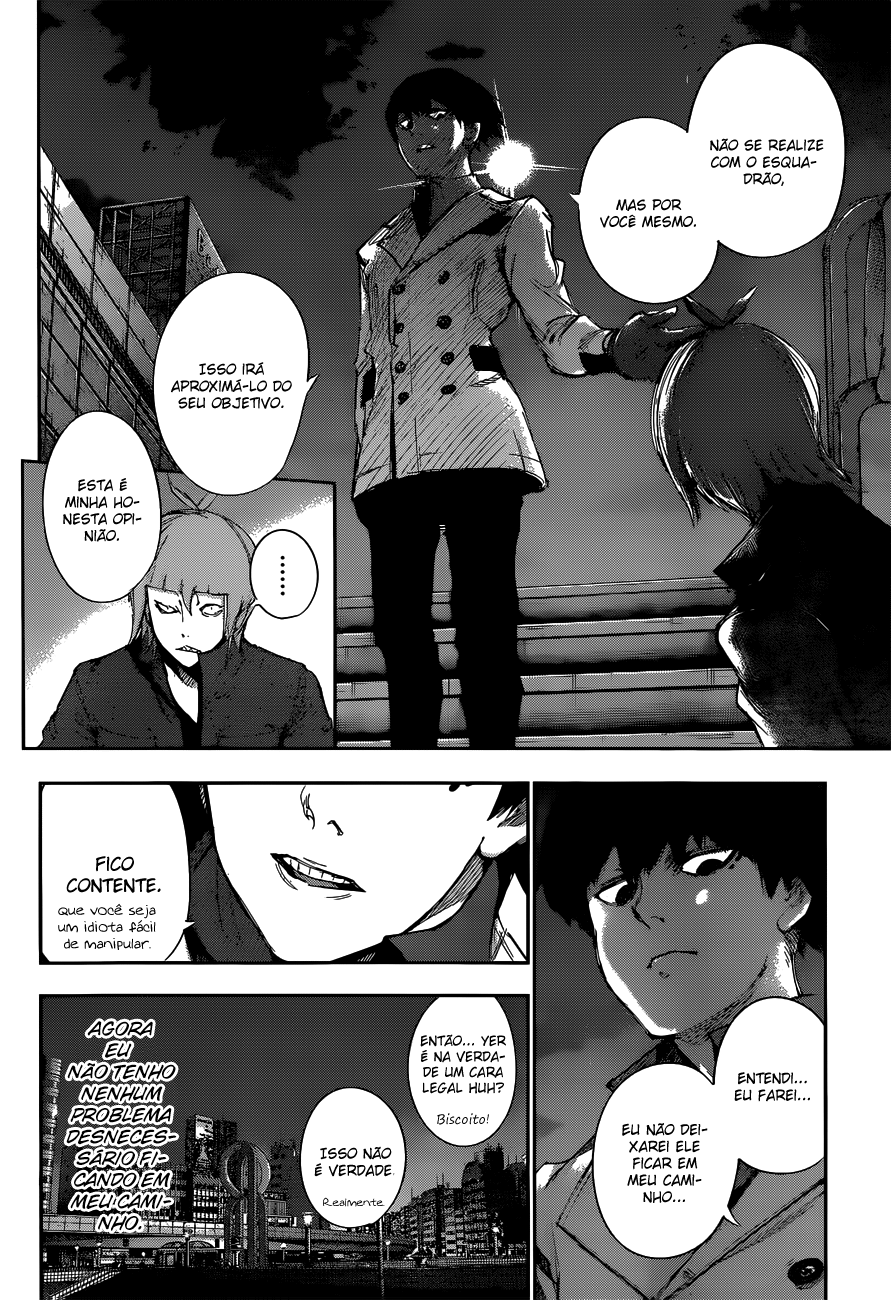 NÃO SE REALIZE
COM O ESQUA-
DRÃO,
MAS POR
VOCÊ MESMO.
ISSO IRÁ
APROXIMÁ-LO DO
SEU OBJETIVO.
ESTA É
MINHA HO-
NESTA OPI-
NIÃO.
......
ENTENDI...
EU FAREI...
EU NÃO DEI-
XAREI ELE
FICAR EM
MEU CAMI-
NHO...
FICO
CONTENTE.
que você seja
um idiota fácil
de manipular.
ENTÃO... YER
É NA VERDA-
DE UM CARA
LEGAL HUH?
Biscoito!
ISSO NÃO
É VERDADE.
Realmente
AGORA
EU
NÃO TENHO
NENHUM
PROBLEMA
DESNECES-
SÁRIO FI-
CANDO EM
MEU CAMI-
NHO.